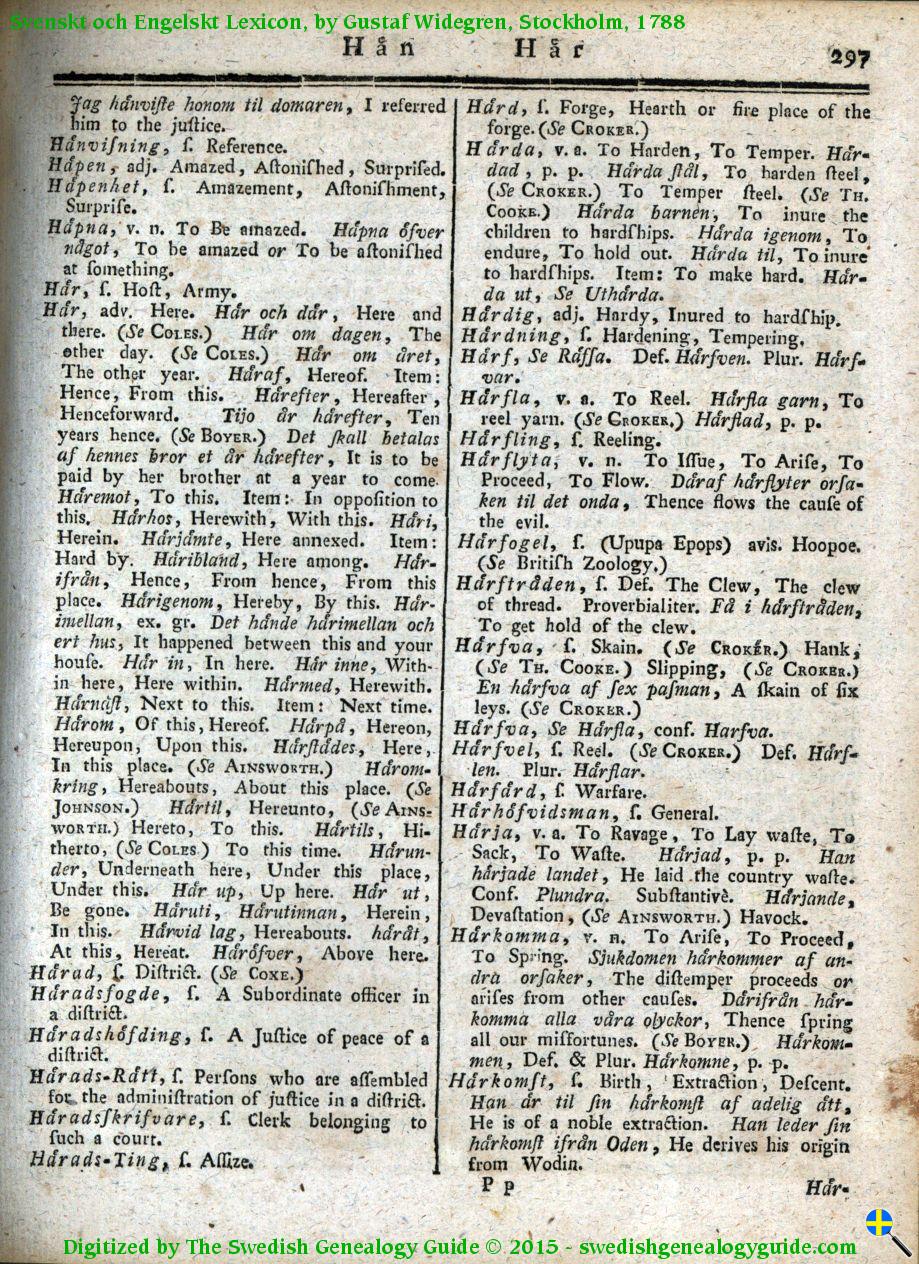 Svenskt och Engelskt Lexicon, by Gustaf Widegren, Stockholm, 1788
Hän Här 297
Jag hänviſte honom til domaren, I referred
him to the juſtice.
Hänviſning, ſ. Reference.
Häpen, adj. Amazed, Aſtoniſhed, Surpriſed.
Häpenhet, ſ. Amazement, Aſtoniſhment,
Surpriſe.
Häpna, v. n. To Be amazed. Häpna öfver
något, To be amazed or To be aſtoniſhed
at ſomething.
Här, ſ. Hoſt, Army.
Här, adv. Here. Här och där, Here and
there. (Se COLES.) Här om dagen, The
other day. (Se COLES.) Här om året,
The other year. Häraf, Hereof. Item:
Hence, From this. Härefter, Hereafter,
Henceforward. Tijo år härefter, Ten
years hence. (Se BOYER.) Det ſkall betalas
af hennes bror et år härefter, It is to be
paid by her brother at a year to come.
Häremot, To this. Item: In oppoſition to
this. Härhos, Herewith, With this. Häri,
Herein. Härjämte, Here annexed. Item:
Hard by. Häribland, Here among. Här-
ifrån, Hence, From hence, From this
place. Härigenom, Hereby, By this. Här-
imellan, ex. gr. Det hände härimellan och
ert hus, It happened between this and your
houſe. Här in, In here. Här inne, With-
in here, Here within. Härmed, Herewith.
Härnäſt, Next to this. Item: Next time.
Härom, Of this, Hereof. Härpå, Hereon,
Hereupon, Upon this. Härſtädes, Here,
In this place. (Se AINSWORTH.) Härom-
kring, Hereabouts, About this place. (Se
JOHNSON.) Härtil, Hereunto, (Se AINS-
WORTH.) Hereto, To this. Härtils, Hi-
therto, (Se COLES) To this time. Härun-
der, Underneath here, Under this place,
Under this. Här up, Up here. Här ut,
Be gone. Häruti, Härutinnan, Herein,
In this. Härvid lag, Hereabouts. häråt,
At this, Hereat. Häröfver, Above here.
Härad, ſ. Diſtrict. (Se COXE.)
Häradsfogde, ſ. A Subordinate officer in
a diſtrict.
Häradshöfding, ſ. A Juſtice of peace of a
diſtrict.
Härads-Rätt, ſ. Perſons who are aſſembled
for the adminiſtration of juſtice in a diſtrict.
Häradsſkrifvare, ſ. Clerk belonging to
ſuch a court.
Härads-Ting, ſ. Aſſize.
Härd, ſ. Forge, Hearth or fire place of the
forge. (Se CROKER.)
Härda, v. a. To Harden, To Temper. Här-
dad, p. p. Härda ſtål, To harden ſteel,
(Se CROKER.) To Temper ſteel. (Se TH.
COOKE.) Härda barnen, To inure the
children to hardſhips. Härda igenom, To
endure, To hold out. Härda til, To inure
to hardſhips. Item: To make hard. Här-
da ut, Se Uthärda.
Härdig, adj. Hardy, Inured to hardſhip.
Härdning, ſ. Hardening, Tempering.
Härf, Se Räfſa. Def. Härfven. Plur. Härf-
var.
Härfla, v. a. To Reel. Härfla garn, To
reel yarn. (Se CROKER.) Härflad, p. p.
Härfling, ſ. Reeling.
Härflyta, v. n. To Iſſue, To Ariſe, To
Proceed, To Flow. Däraf härflyter orſa-
ken til det onda, Thence flows the cauſe of
the evil.
Härfogel, ſ. (Upupa Epops) avis. Hoopoe.
(Se Britiſh Zoology.)
Härftråden, ſ. Def. The Clew, The clew
of thread. Proverbialiter. Få i härftråden,
To get hold of the clew.
Härfva, ſ. Skain. (Se CROKER.) Hank,
(Se TH. COOKE.) Slipping, (Se CROKER.)
En härfva af ſex paſman, A ſkain of ſix
leys. (Se CROKER.)
Härfva, Se Härfla, conf. Harfva.
Härfvel, ſ. Reel. (Se CROKER.) Def. Härf-
len. Plur. Härflar.
Härfärd, ſ. Warfare.
Härhöfvidsman, ſ. General.
Härja, v. a. To Ravage, To Lay waſte, To
Sack, To Waſte. Härjad, p. p. Han
härjade landet, He laid the country waſte.
Conf. Plundra. Subſtantivè. Härjande,
Devaſtation, (Se AINSWORTH.) Havock.
Härkomma, v. n. To Ariſe, To Proceed,
To Spring. Sjukdomen härkommer af an-
dra orſaker, The diſtemper proceeds or
ariſes from other cauſes. Därifrån här-
komma alla våra olyckor, Thence ſpring
all our miſfortunes. (Se BOYER.) Härkom-
men, Def. & Plur. Härkomne, p. p.
Härkomſt, ſ. Birth, Extraction, Deſcent.
Han är til ſin härkomſt af adelig ätt,
He is of a noble extraction. Han leder ſin
härkomſt ifrån Oden, He derives his origin
from Wodin.
P p Här-
Digitized by The Swedish Genealogy Guide © 2015 - swedishgenealogyguide.com